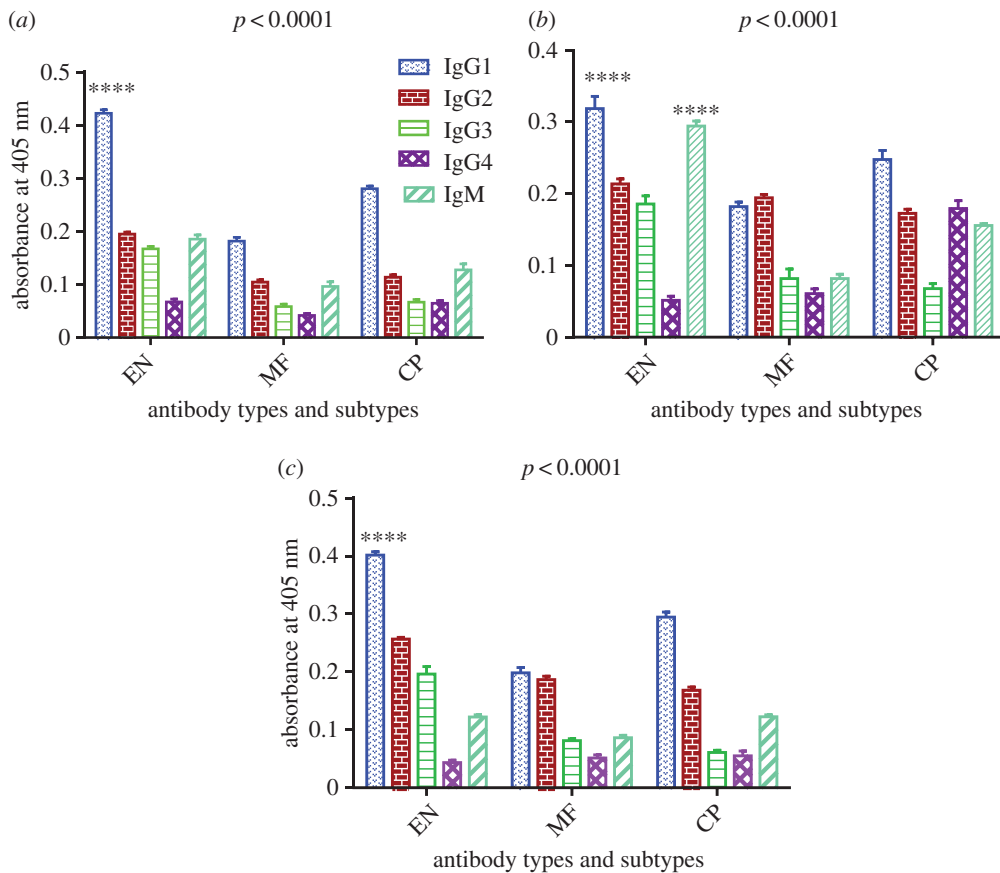 (a) p < 0.0001
absorbance at 405 nm
0.5
0.4
0.3
0.2
0.1
0
****
IgG1
IgG2
IgG3
IgG4
IgM
EN MF CP
antibody types and subtypes
(b) p < 0.0001
0.4
0.3
0.2
0.1
0
**** ****
EN MF CP
antibody types and subtypes
(c) p < 0.0001
absorbance at 405 nm
0.5
0.4
0.3
0.2
0.1
0
****
EN MF CP
antibody types and subtypes